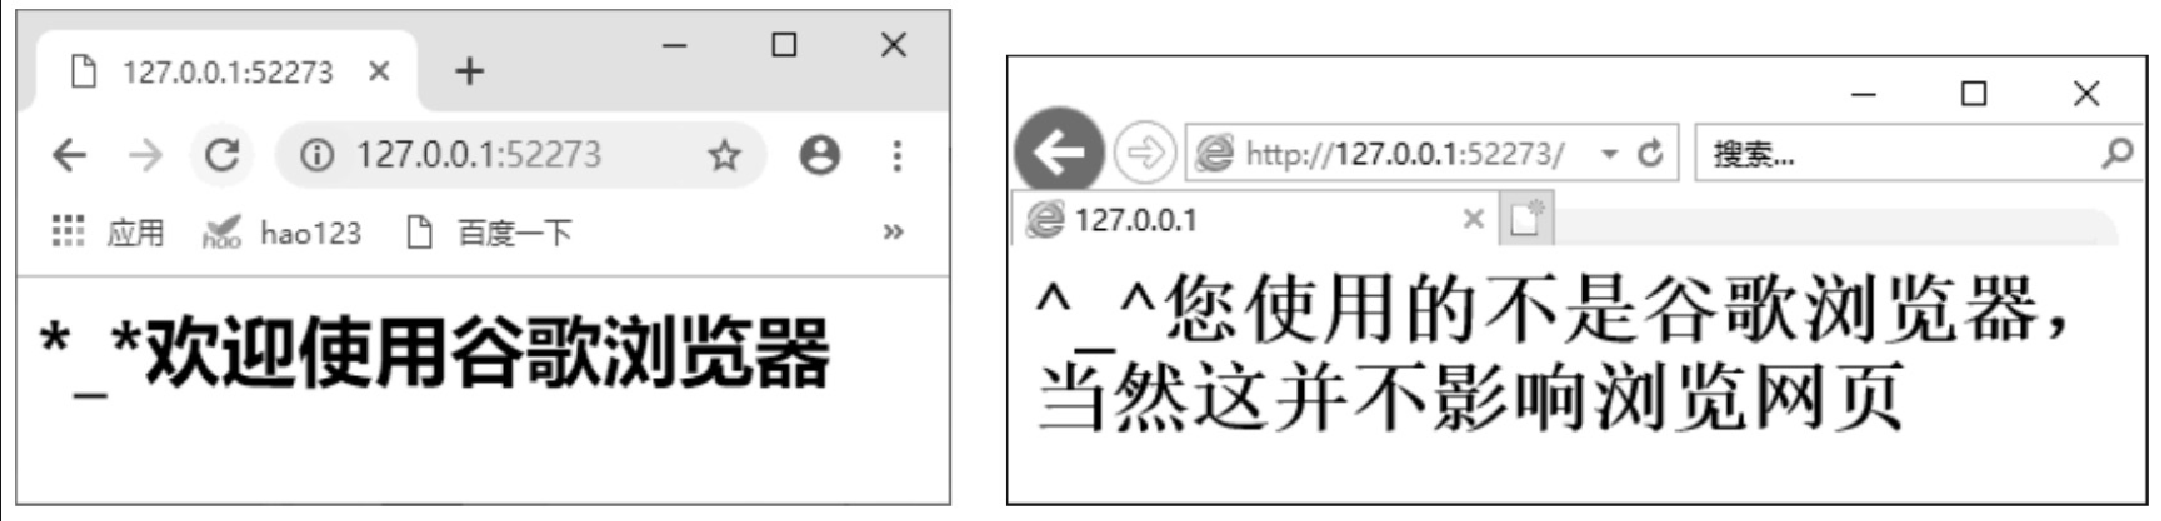 127.0.0.1:52273
127.0.0.1:52273
应用 hao123 百度一下 »
*_*欢迎使用谷歌浏览器
http://127.0.0.1:52273/ 搜索...
127.0.0.1
^_^您使用的不是谷歌浏览器，
当然这并不影响浏览网页